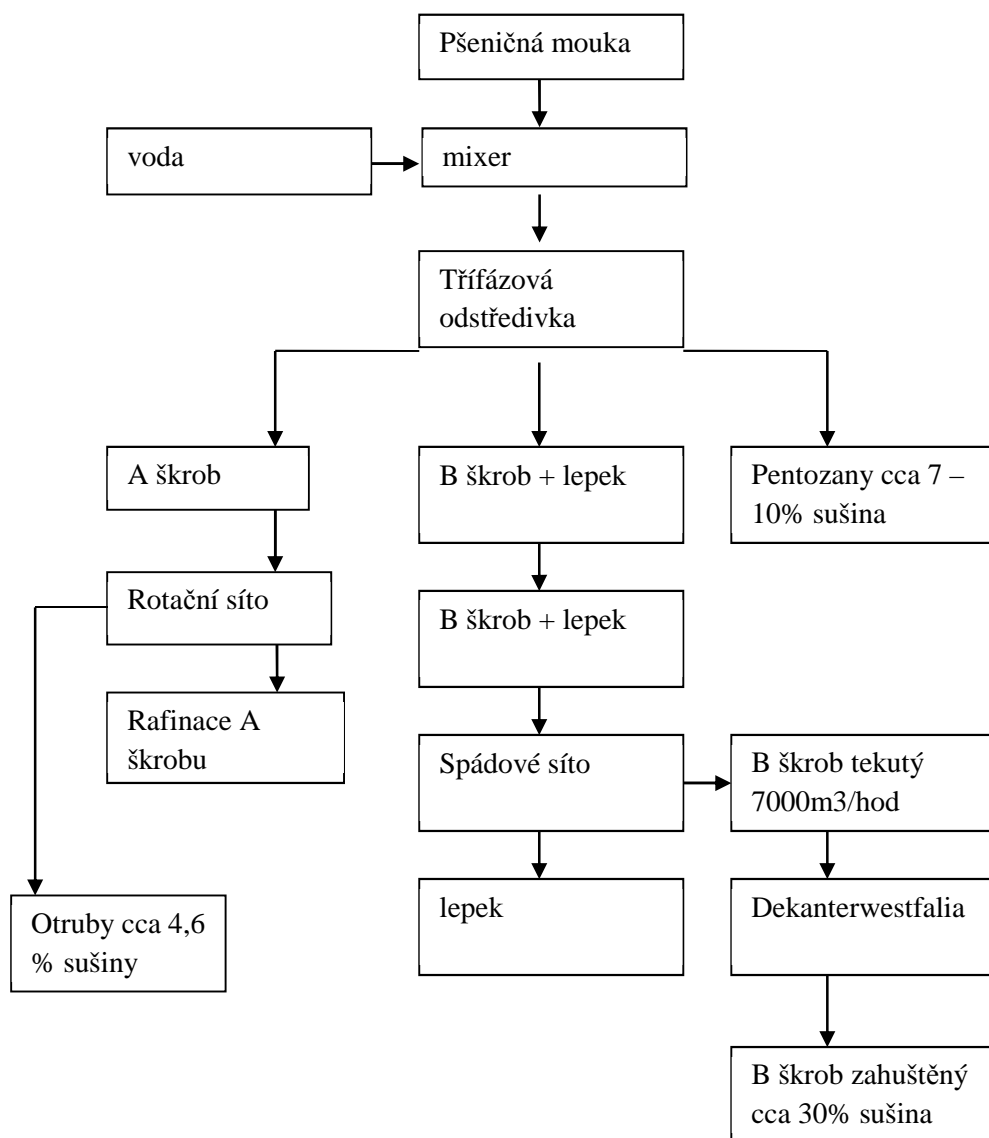 Pšeničná mouka
voda
mixer
Třífázová
odstředivka
A škrob
B škrob + lepek
Pentozany cca 7 –
10% sušina
Rotační síto
B škrob + lepek
Rafinace A
škrobu
Spádové síto
B škrob tekutý
7000m3/hod
Otruby cca 4,6
% sušiny
lepek
Dekanterwestfalia
B škrob zahuštěný
cca 30% sušina